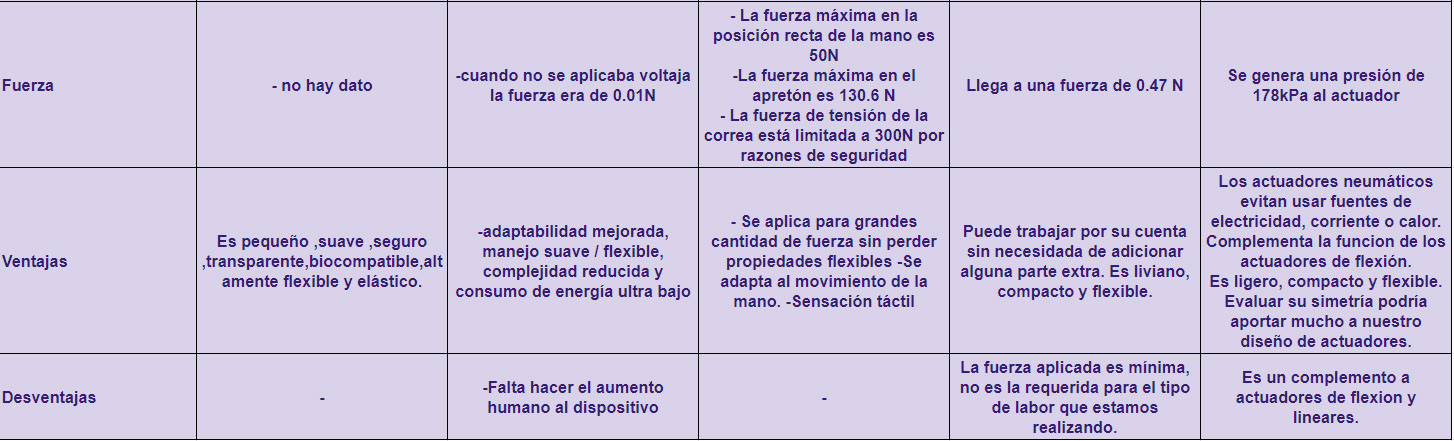 Fuerza
- no hay dato
-cuando no se aplicaba voltaja
la fuerza era de 0.01N
- La fuerza máxima en la
posición recta de la mano es
50N
-La fuerza máxima en el
apretón es 130.6 N
- La fuerza de tensión de la
correa está limitada a 300N por
razones de seguridad
Llega a una fuerza de 0.47 N
Se genera una presión de
178kPa al actuador
Ventajas
Es pequeño ,suave ,seguro
,transparente,biocompatible,alt
amente flexible y elástico.
-adaptabilidad mejorada,
manejo suave / flexible,
complejidad reducida y
consumo de energía ultra bajo
- Se aplica para grandes
cantidad de fuerza sin perder
propiedades flexibles -Se
adapta al movimiento de la
mano. -Sensación táctil
Puede trabajar por su cuenta
sin necesidada de adicionar
alguna parte extra. Es liviano,
compacto y flexible.
Los actuadores neumáticos
evitan usar fuentes de
electricidad, corriente o calor.
Complementa la funcion de los
actuadores de flexión.
Es ligero, compacto y flexible.
Evaluar su simetría podría
aportar mucho a nuestro
diseño de actuadores.
Desventajas
-
-Falta hacer el aumento
humano al dispositivo
-
La fuerza aplicada es mínima,
no es la requerida para el tipo
de labor que estamos
realizando.
Es un complemento a
actuadores de flexion y
lineares.